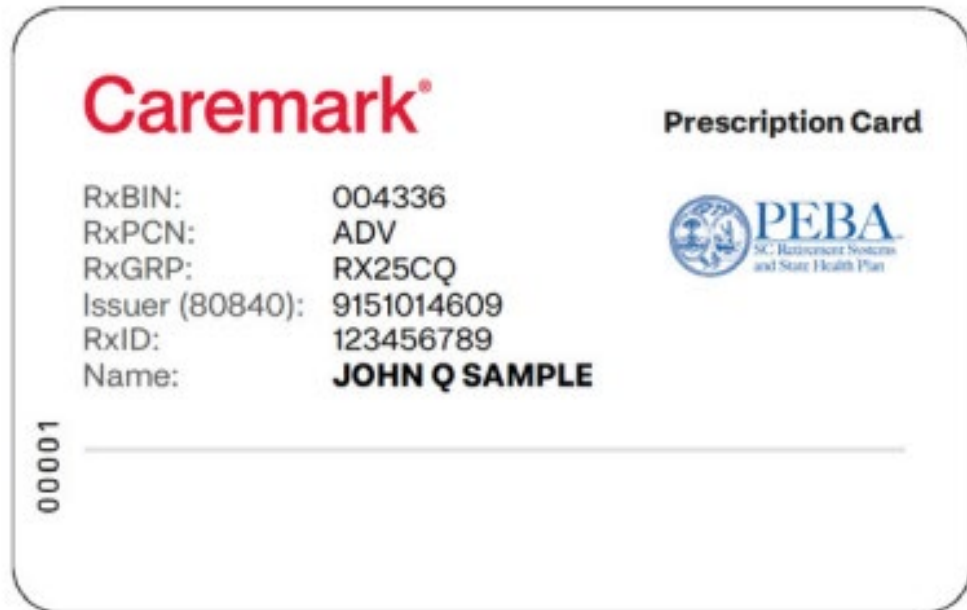 Caremark®
Prescription Card
RxBIN: 004336
RxPCN: ADV
RxGRP: RX25CQ
Issuer (80840): 9151014609
RxID: 123456789
Name: JOHN Q SAMPLE
PEBA
SC Retirement Systems
and State Health Plan
00001